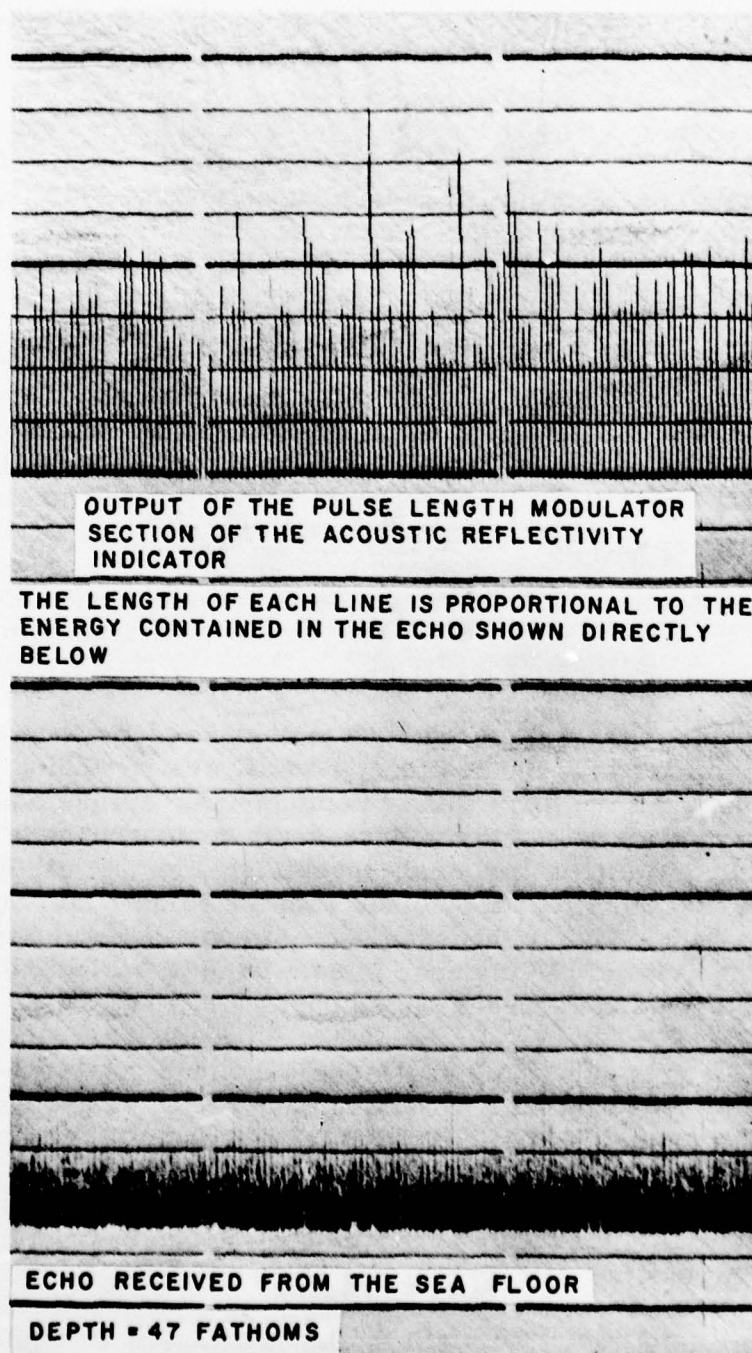 OUTPUT OF THE PULSE LENGTH MODULATOR
SECTION OF THE ACOUSTIC REFLECTIVITY
INDICATOR
THE LENGTH OF EACH LINE IS PROPORTIONAL TO THE
ENERGY CONTAINED IN THE ECHO SHOWN DIRECTLY
BELOW
ECHO RECEIVED FROM THE SEA FLOOR
DEPTH = 47 FATHOMS